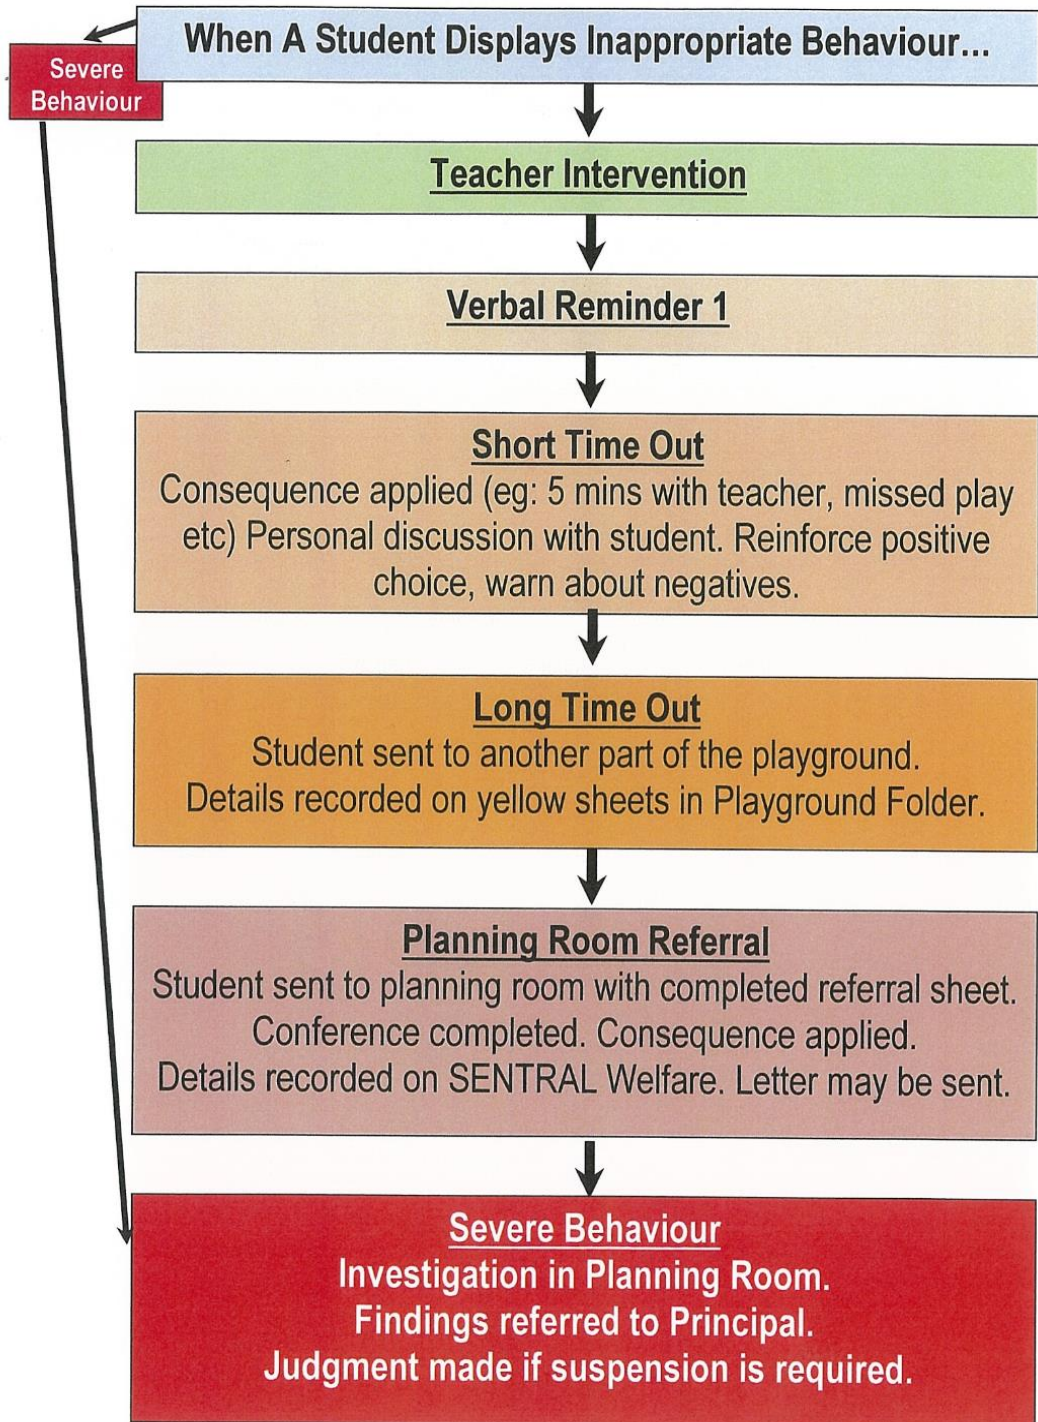 When A Student Displays Inappropriate Behaviour...
Severe
Behaviour
Teacher Intervention
Verbal Reminder 1
Short Time Out
Consequence applied (eg: 5 mins with teacher, missed play
etc) Personal discussion with student. Reinforce positive
choice, warn about negatives.
Long Time Out
Student sent to another part of the playground.
Details recorded on yellow sheets in Playground Folder.
Planning Room Referral
Student sent to planning room with completed referral sheet.
Conference completed. Consequence applied.
Details recorded on SENTRAL Welfare. Letter may be sent.
Severe Behaviour
Investigation in Planning Room.
Findings referred to Principal.
Judgment made if suspension is required.